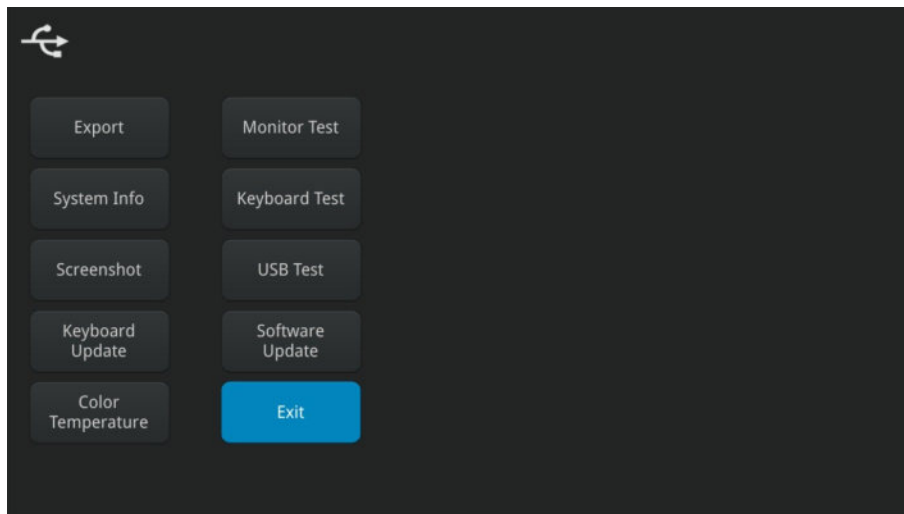 Export
Monitor Test
System Info
Keyboard Test
Screenshot
USB Test
Keyboard
Update
Software
Update
Color
Temperature
Exit